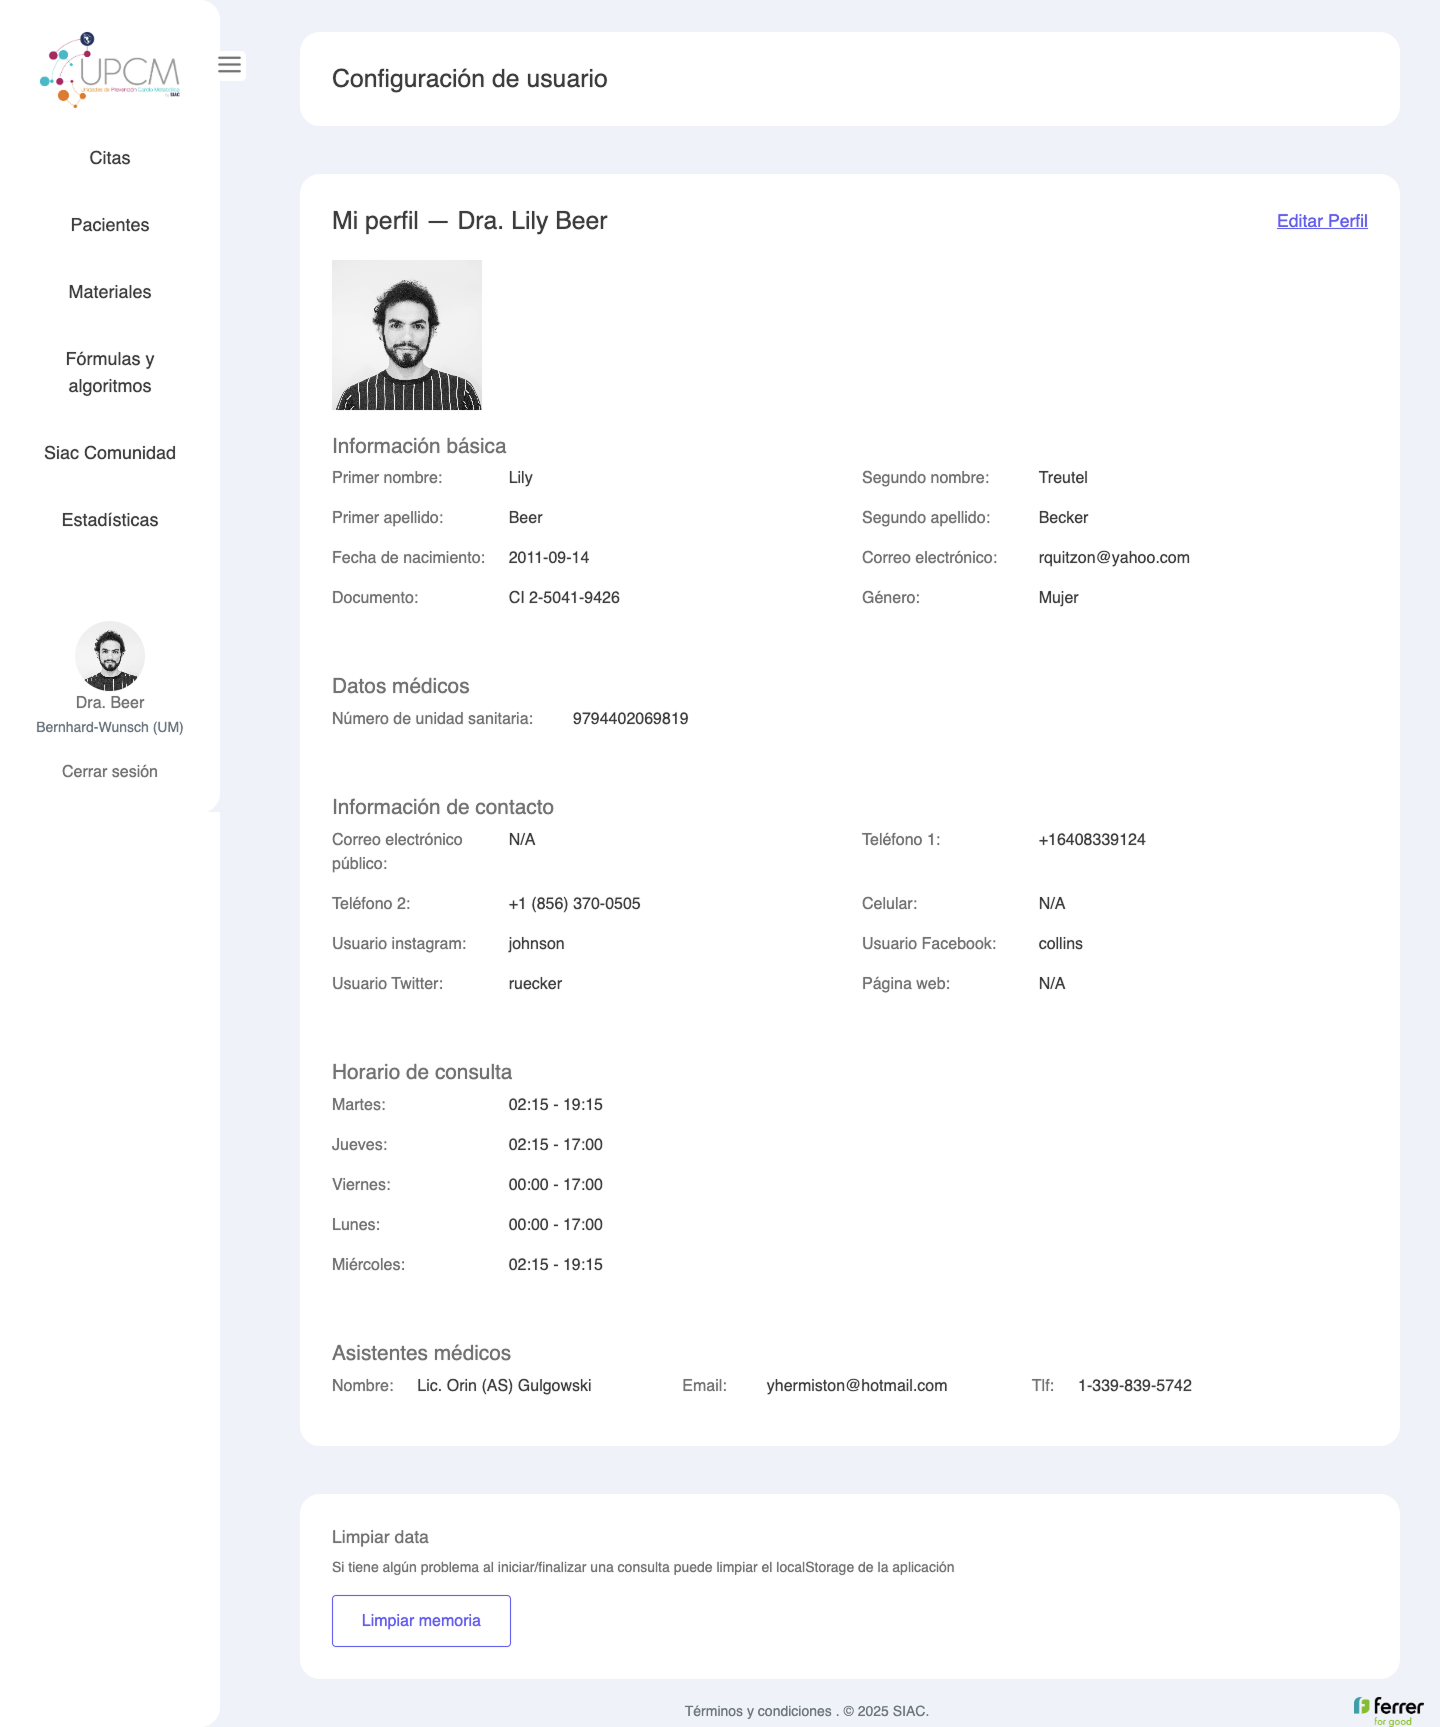 UPCM
Unidades de Prevención Cardio Metabólica
SIAC
Citas
Pacientes
Materiales
Fórmulas y
algoritmos
Siac Comunidad
Estadísticas
Dra. Beer
Bernhard-Wunsch (UM)
Cerrar sesión
Configuración de usuario
Mi perfil — Dra. Lily Beer
Editar Perfil
Información básica
Primer nombre: Lily Segundo nombre: Treutel
Primer apellido: Beer Segundo apellido: Becker
Fecha de nacimiento: 2011-09-14 Correo electrónico: rquitzon@yahoo.com
Documento: CI 2-5041-9426 Género: Mujer
Datos médicos
Número de unidad sanitaria: 9794402069819
Información de contacto
Correo electrónico público: N/A Teléfono 1: +16408339124
Teléfono 2: +1 (856) 370-0505 Celular: N/A
Usuario instagram: johnson Usuario Facebook: collins
Usuario Twitter: ruecker Página web: N/A
Horario de consulta
Martes: 02:15 - 19:15
Jueves: 02:15 - 17:00
Viernes: 00:00 - 17:00
Lunes: 00:00 - 17:00
Miércoles: 02:15 - 19:15
Asistentes médicos
Nombre: Lic. Orin (AS) Gulgowski Email: yhermiston@hotmail.com Tlf: 1-339-839-5742
Limpiar data
Si tiene algún problema al iniciar/finalizar una consulta puede limpiar el localStorage de la aplicación
Limpiar memoria
Términos y condiciones . © 2025 SIAC.
ferrer
for good